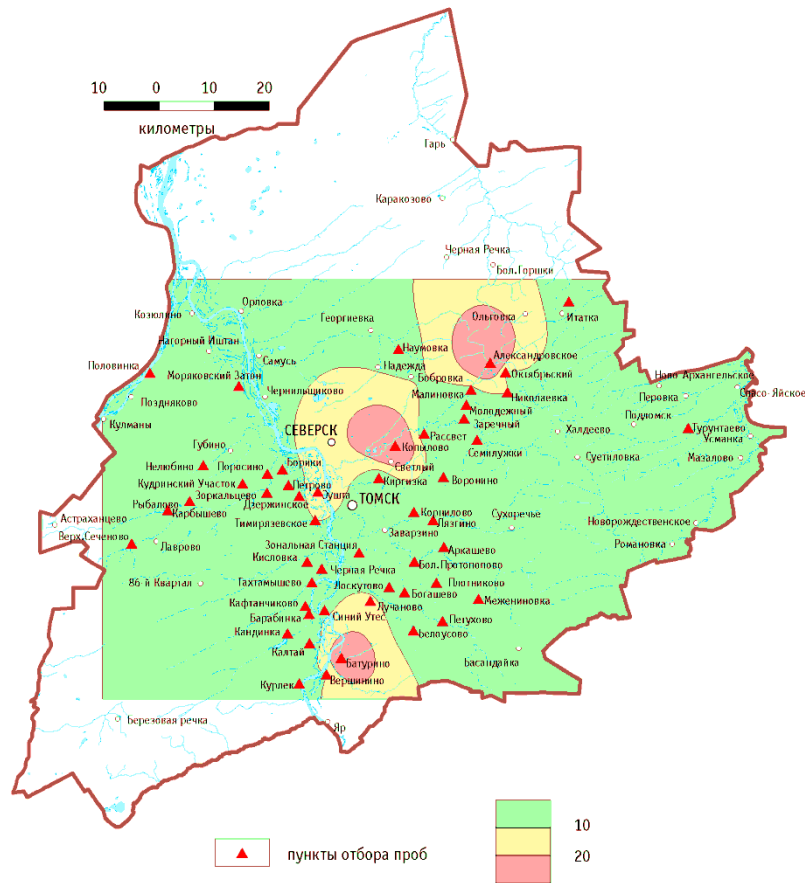 10 0 10 20
километры
Гарь
Каракозово
Черная Речка
Бол.Горшки
Козюлино
Орловка
Георгиевка
Ольговка
Итатка
Нагорный Иштан
Самусь
Наумовка
Надежда
Александровское
Половинка
Моряковский Затон
Бобровка
Октябрьский
Ново-Архангельское
Чернильщиково
Малиновка
Николаевка
Перовка
Спасо-Яйское
Поздняково
Молодежный
Кулманы
Заречный
Подломск
Турунтаево
СЕВЕРСК
Рассвет
Халдеево
Усманка
Губино
Копылово
Семилужки
Суетиловка
Мазалово
Нелюбино
Поросино
Борики
Светлый
Киргизка
Воронино
Кудринский Участок
Петрово
Зоркальцево
Эушта
Рыбалово
Дзержинское
ТОМСК
Карбышево
Корнилово
Астраханцево
Тимирязевское
Лязгино
Сухоречье
Новорождественское
Верх.Сеченово
Заварзино
Лаврово
Зональная Станция
Аркашево
Романовка
Кисловка
Бол.Протопопово
Черная Речка
86-й Квартал
Тахтамышево
Лоскутово
Плотниково
Богашево
Межениновка
Кафтанчиково
Лучаново
Барабинка
Синий Утес
Петухово
Кандинка
Белоусово
Калтай
Басандайка
Батурино
Курлек
Вершинино
Березовая речка
Яр
10
пункты отбора проб
20